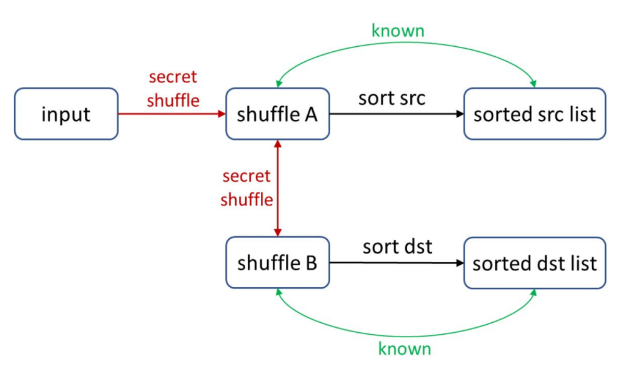 known
secret
shuffle
input
shuffle A
sort src
sorted src list
secret
shuffle
shuffle B
sort dst
sorted dst list
known